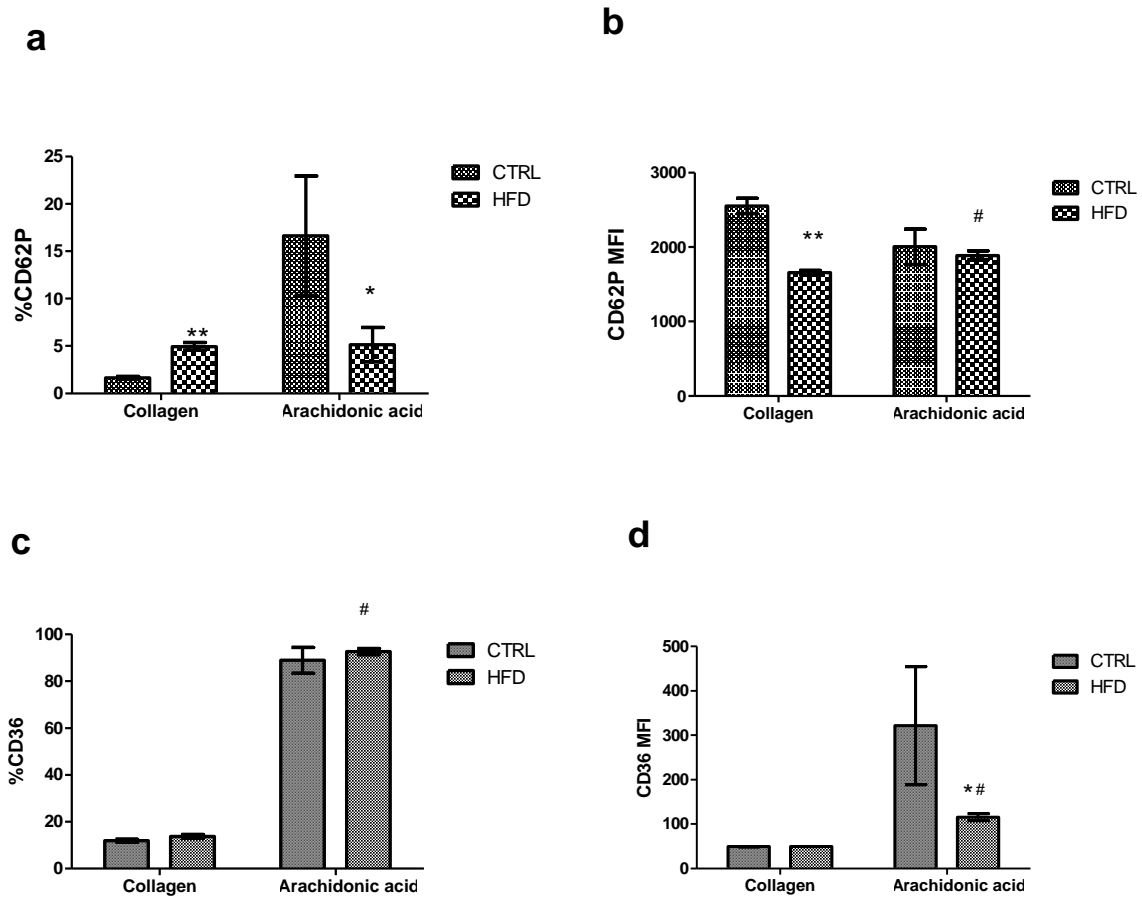 a
25
20
15
10
5
0
%CD62P
**
*
Collagen
Arachidonic acid
CTRL
HFD
b
3000
2000
1000
0
CD62P MFI
**
#
Collagen
Arachidonic acid
CTRL
HFD
c
100
80
60
40
20
0
%CD36
#
Collagen
Arachidonic acid
CTRL
HFD
d
500
400
300
200
100
0
CD36 MFI
*#
Collagen
Arachidonic acid
CTRL
HFD